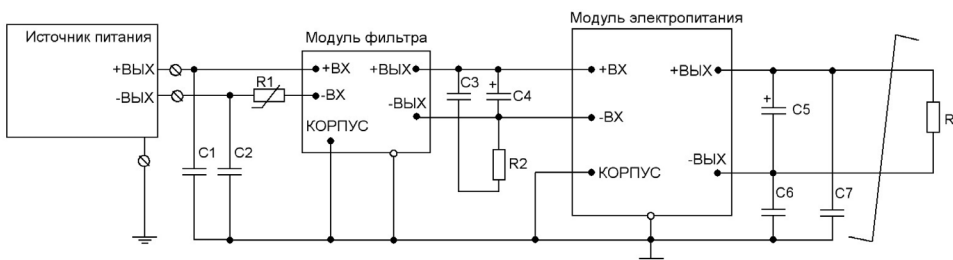 Источник питания
+ВЫХ
-ВЫХ
R1
C1
C2
Модуль фильтра
+ВХ
-ВХ
КОРПУС
+ВЫХ
-ВЫХ
C3
+
C4
R2
Модуль электропитания
+ВХ
-ВХ
КОРПУС
+ВЫХ
-ВЫХ
+
C5
C6
C7
R